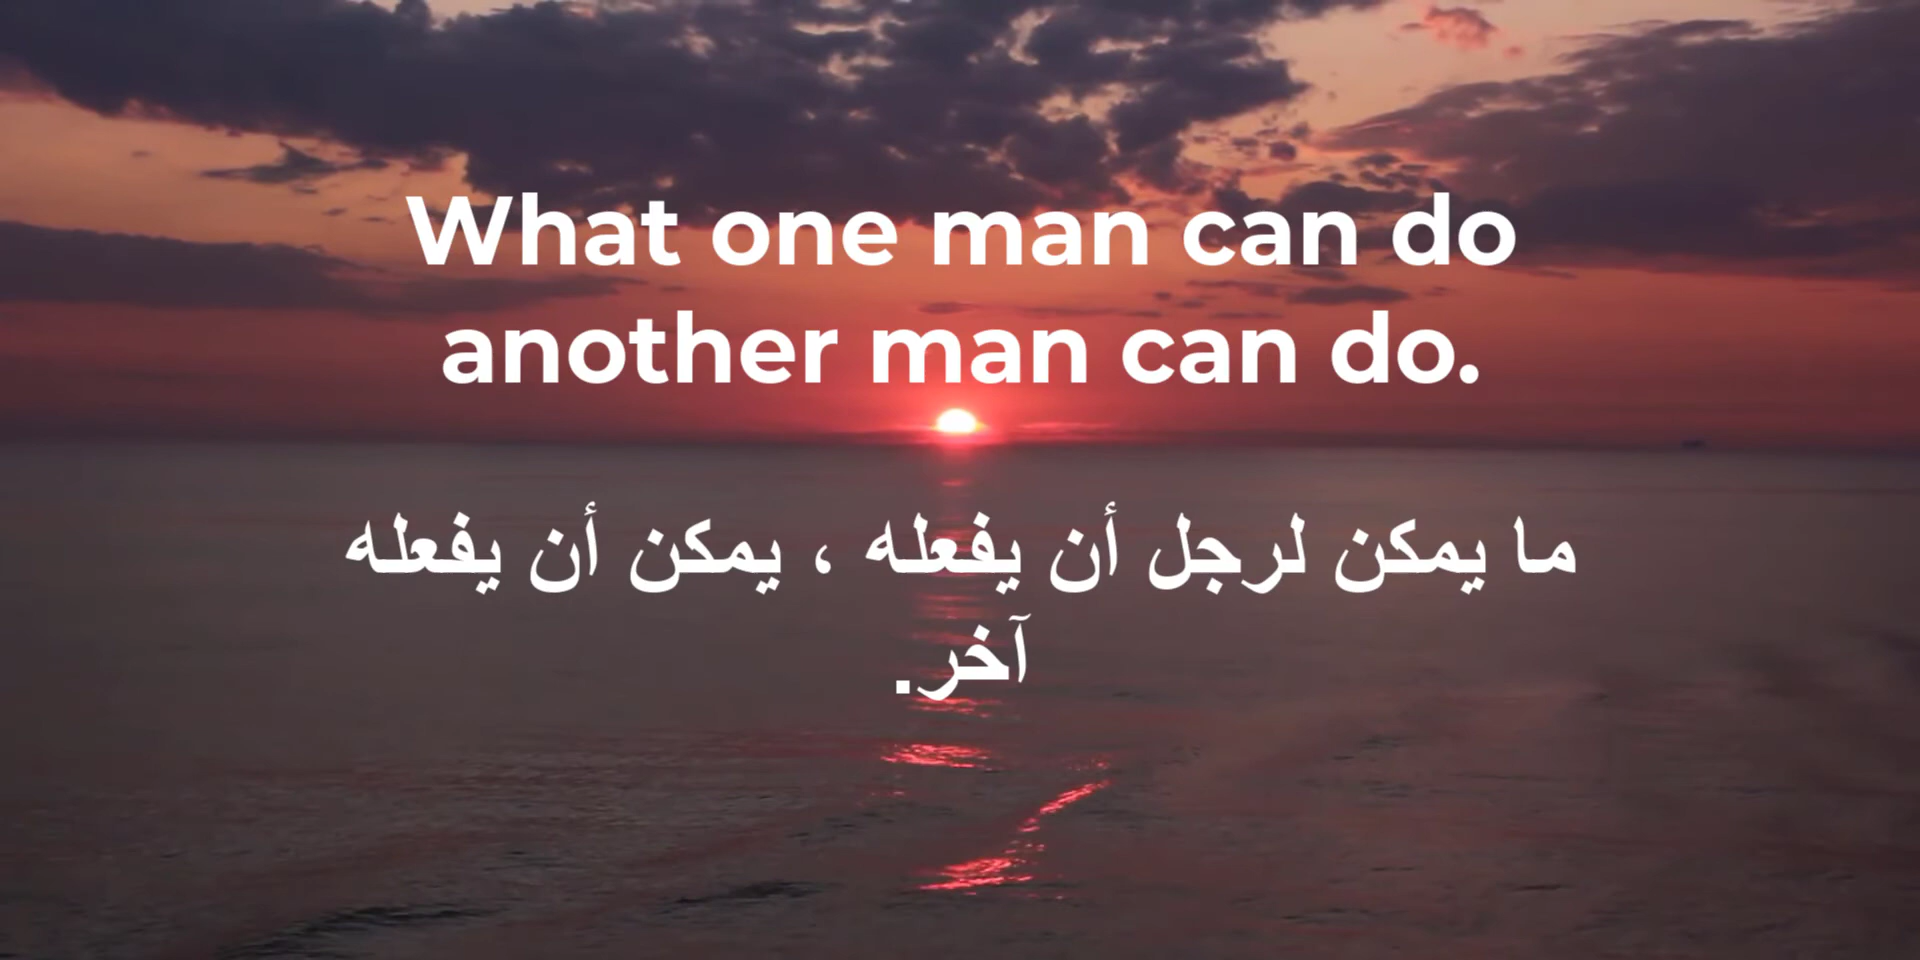 What one man can do
another man can do.
ما يمكن لرجل أن يفعله ، يمكن أن يفعله
آخر.